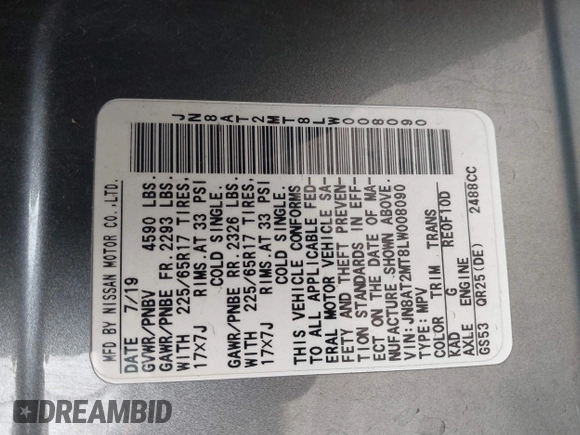 MFD BY NISSAN MOTOR CO.,LTD.
DATE 7/19
GVWR/PNBV 4590 LBS.
GAWR/PNBE FR. 2293 LBS.
WITH 225/65R17 TIRES,
17X7J RIMS.AT 33 PSI
COLD SINGLE.
GAWR/PNBE RR. 2326 LBS.
WITH 225/65R17 TIRES,
17X7J RIMS.AT 33 PSI
COLD SINGLE.
THIS VEHICLE CONFORMS
TO ALL APPLICABLE FED-
ERAL MOTOR VEHICLE SA-
FETY AND THEFT PREVEN-
TION STANDARDS IN EFF-
ECT ON THE DATE OF MA-
NUFACTURE SHOWN ABOVE.
VIN:JN8AT2MT8LW008090
TYPE:MPV
COLOR TRIM TRANS
KAD G RE0F10D
AXLE ENGINE
GS53 QR25(DE) 2488CC
JN8AT2MT8LW008090
DREAMBID